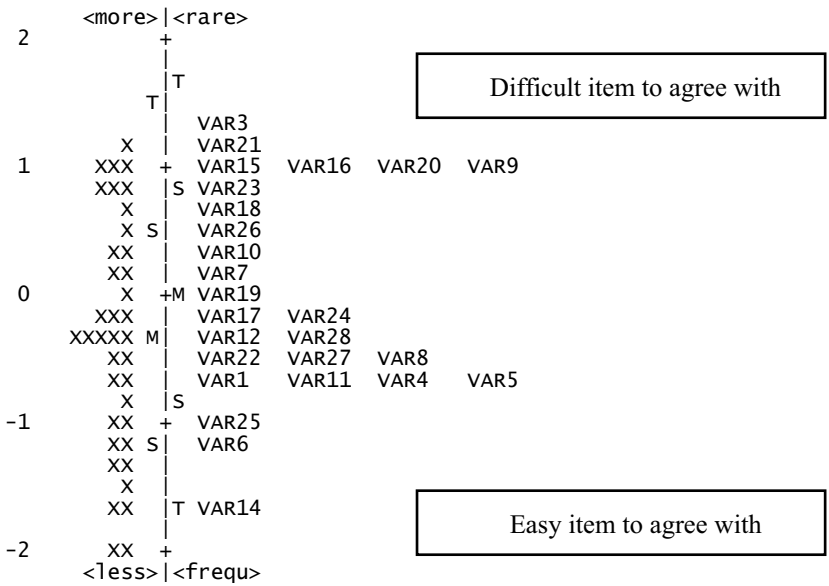 <more>|<rare>
2 +
|
|T
T|
| VAR3
X | VAR21
1 XXX + VAR15 VAR16 VAR20 VAR9
XXX |S VAR23
X | VAR18
X S| VAR26
XX | VAR10
XX | VAR7
0 X +M VAR19
XXX | VAR17 VAR24
XXXXX M| VAR12 VAR28
XX | VAR22 VAR27 VAR8
XX | VAR1 VAR11 VAR4 VAR5
X |S
-1 XX + VAR25
XX S| VAR6
XX |
X |
XX |T VAR14
|
-2 XX +
<less>|<frequ>
Difficult item to agree with
Easy item to agree with